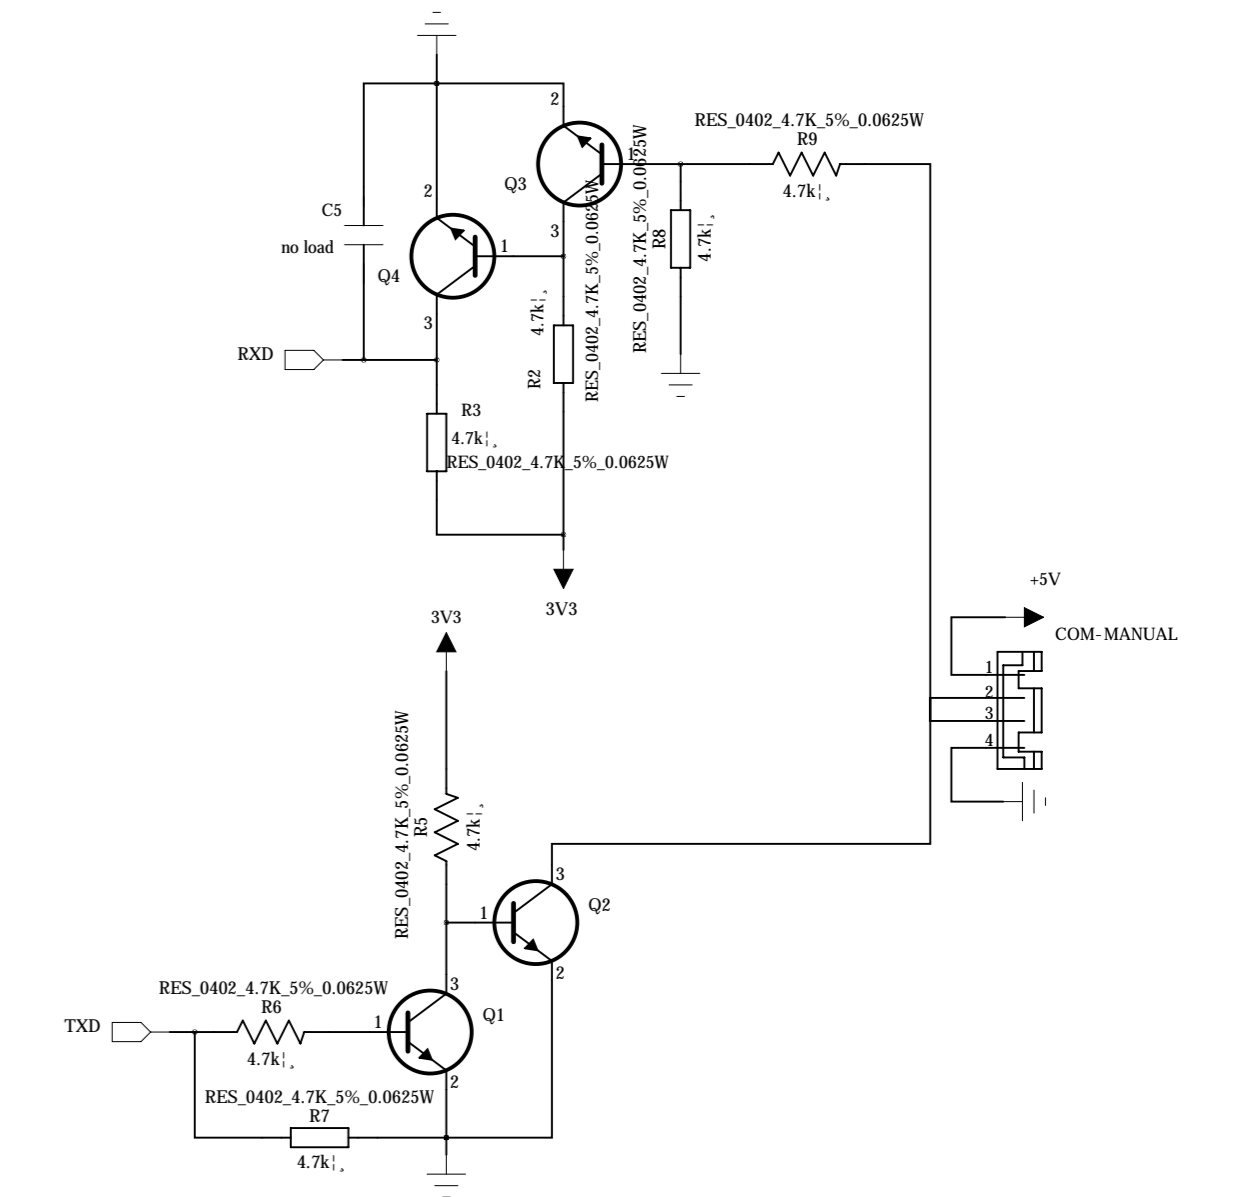 2
RES_0402_4.7K_5%_0.0625W
R9
4.7k¦¸
1
Q3
2
C5
no load
Q4
1
3
3
RXD
4.7k¦¸
R2
RES_0402_4.7K_5%_0.0625W
RES_0402_4.7K_5%_0.0625W
R8
4.7k¦¸
R3
4.7k¦¸
RES_0402_4.7K_5%_0.0625W
3V3
3V3
+5V
COM-MANUAL
1
2
3
4
RES_0402_4.7K_5%_0.0625W
R5
4.7k¦¸
3
1
Q2
2
3
RES_0402_4.7K_5%_0.0625W
R6
4.7k¦¸
TXD
1
Q1
2
RES_0402_4.7K_5%_0.0625W
R7
4.7k¦¸